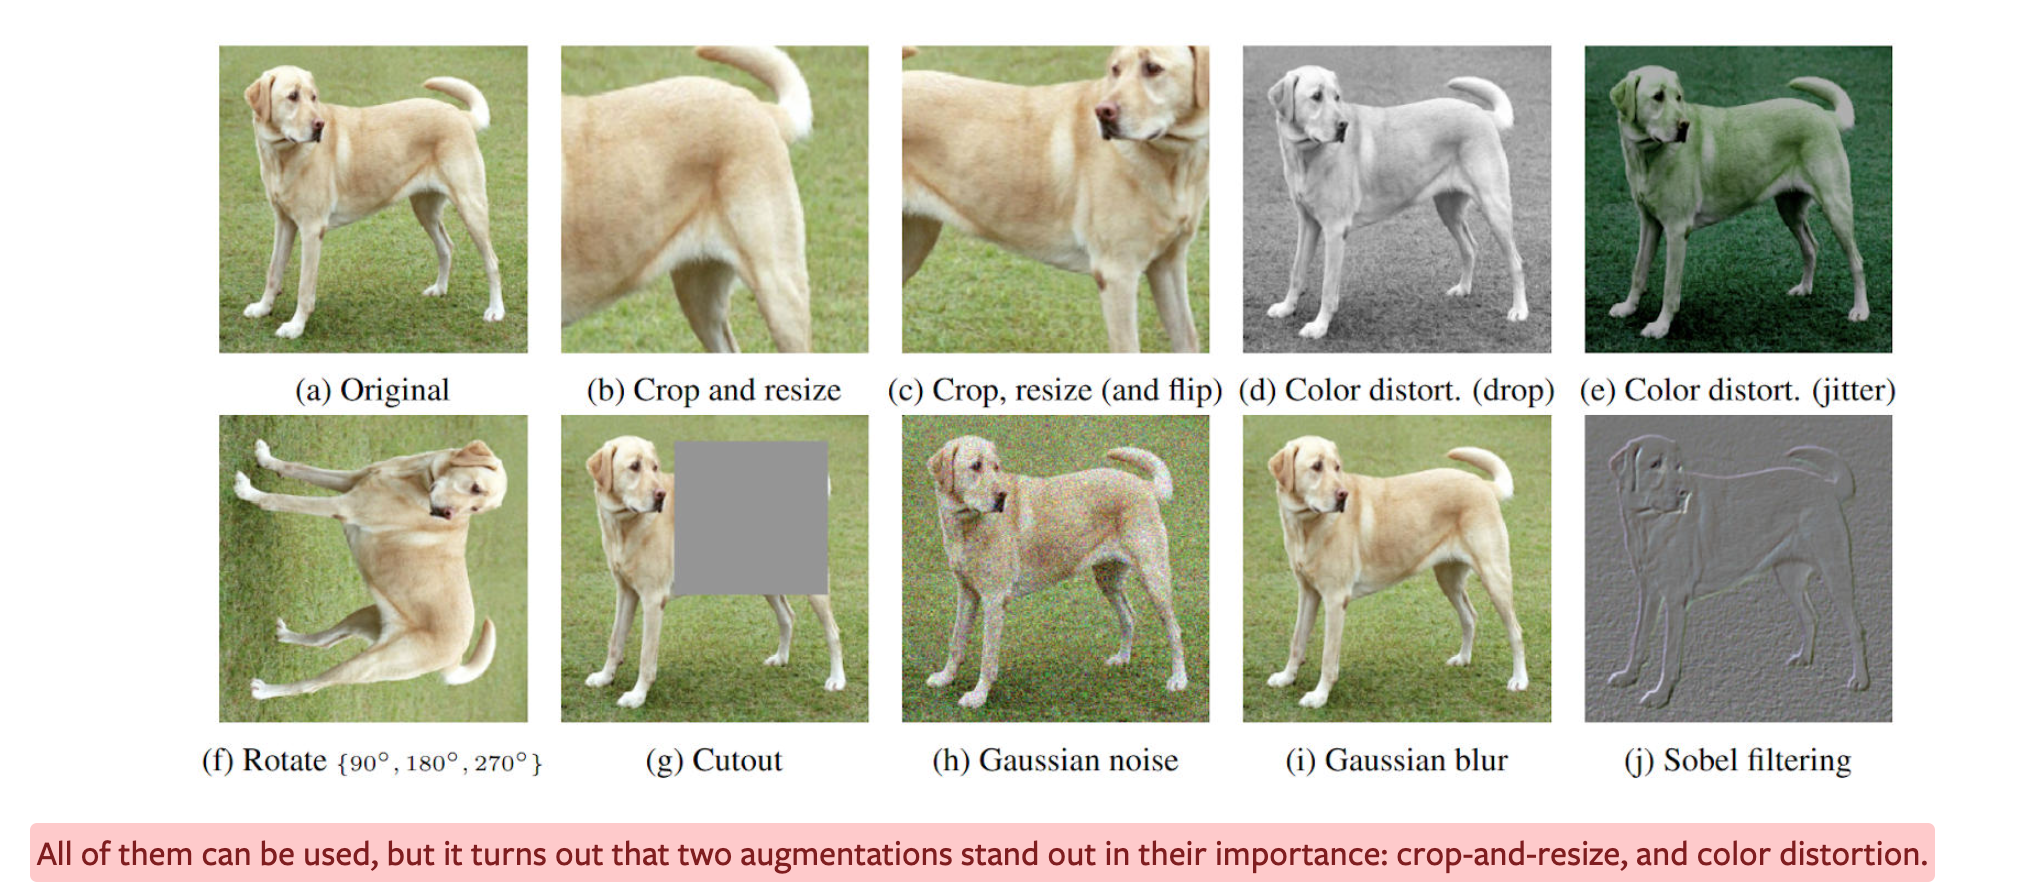 (a) Original
(b) Crop and resize
(c) Crop, resize (and flip)
(d) Color distort. (drop)
(e) Color distort. (jitter)
(f) Rotate {90°, 180°, 270°}
(g) Cutout
(h) Gaussian noise
(i) Gaussian blur
(j) Sobel filtering
All of them can be used, but it turns out that two augmentations stand out in their importance: crop-and-resize, and color distortion.